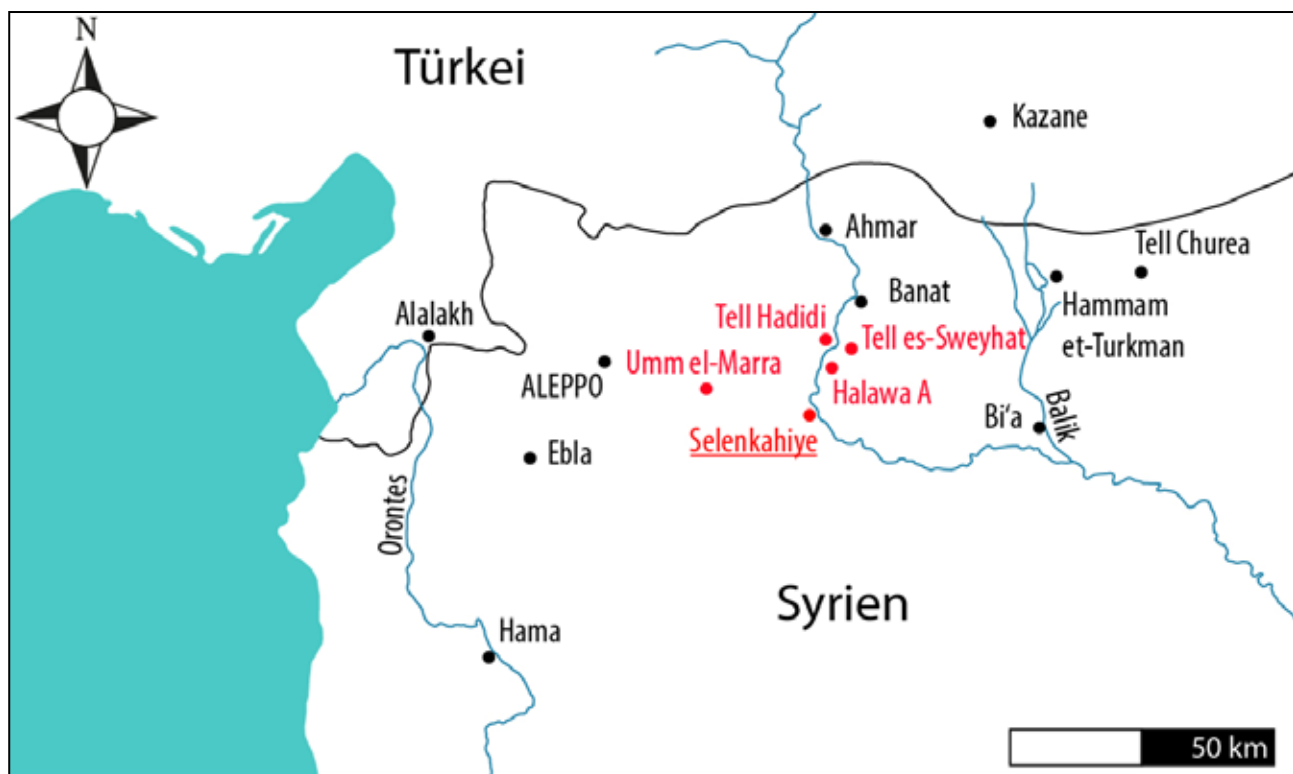 N
Türkei
Kazane
Ahmar
Tell Churea
Banat
Hammam
et-Turkman
Alalakh
Tell Hadidi
Tell es-Sweyhat
ALEPPO
Umm el-Marra
Halawa A
Bi'a
Balik
Selenkahiye
Ebla
Orontes
Syrien
Hama
50 km